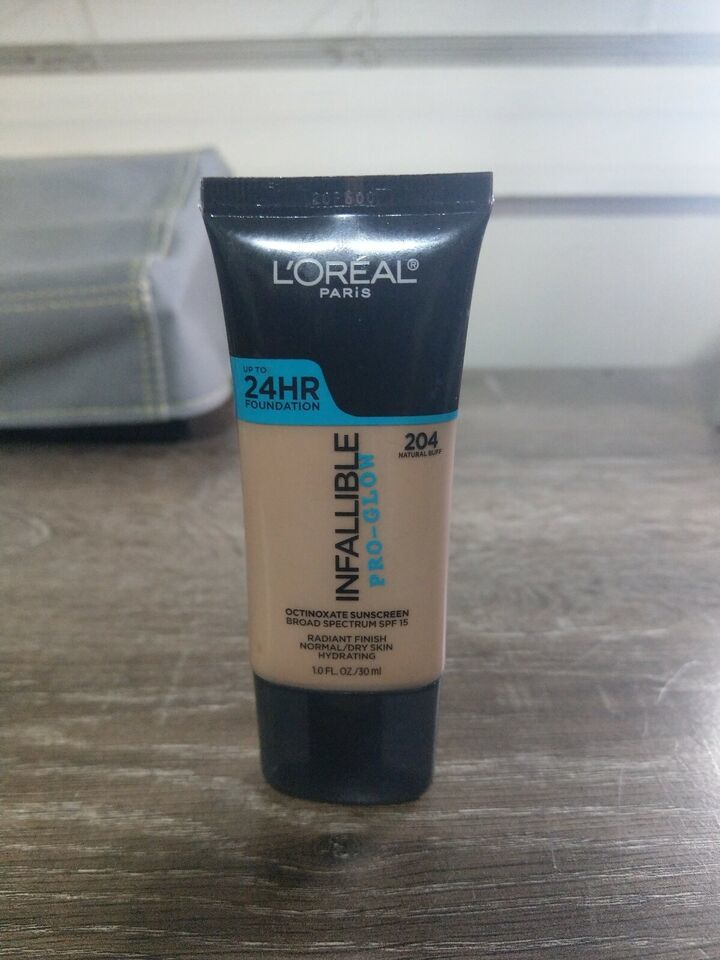 L'ORÉAL®
PARiS
UP TO
24HR
FOUNDATION
204
NATURAL BUFF
INFALLIBLE
PRO-GLOW
OCTINOXATE SUNSCREEN
BROAD SPECTRUM SPF 15
RADIANT FINISH
NORMAL/DRY SKIN
HYDRATING
1.0 FL. OZ./30 ml